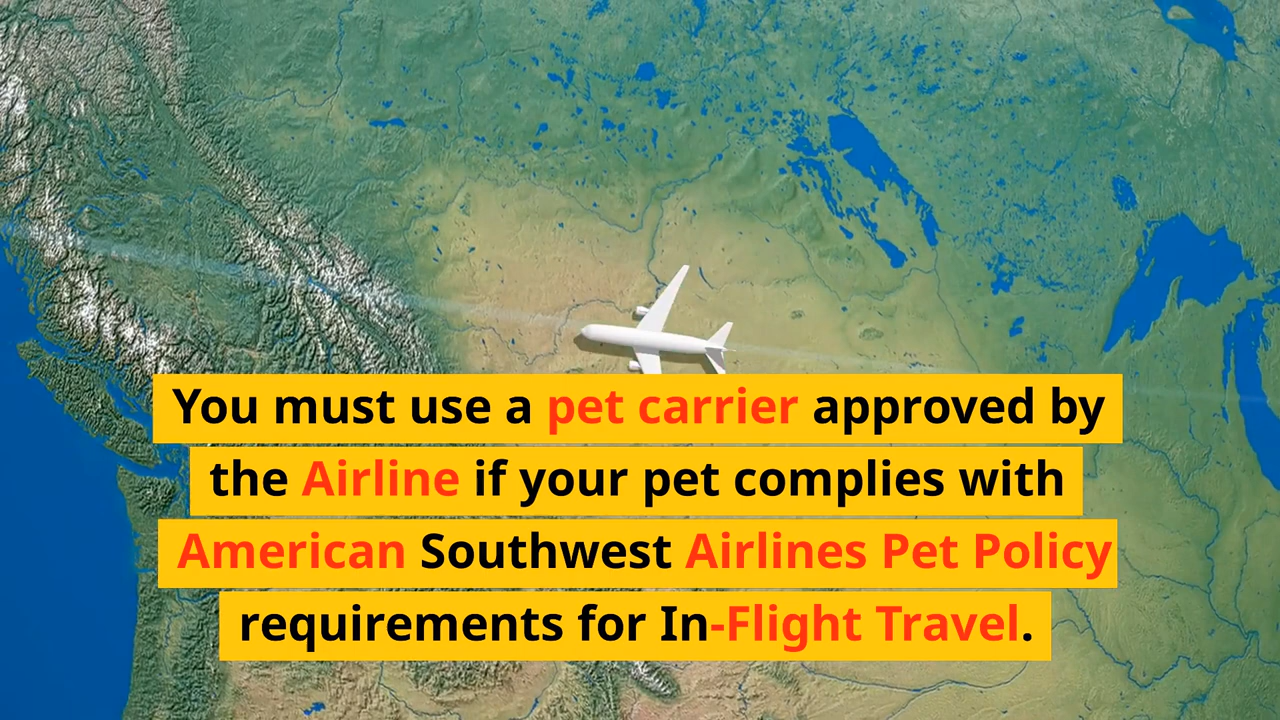 You must use a pet carrier approved by
the Airline if your pet complies with
American Southwest Airlines Pet Policy
requirements for In-Flight Travel.